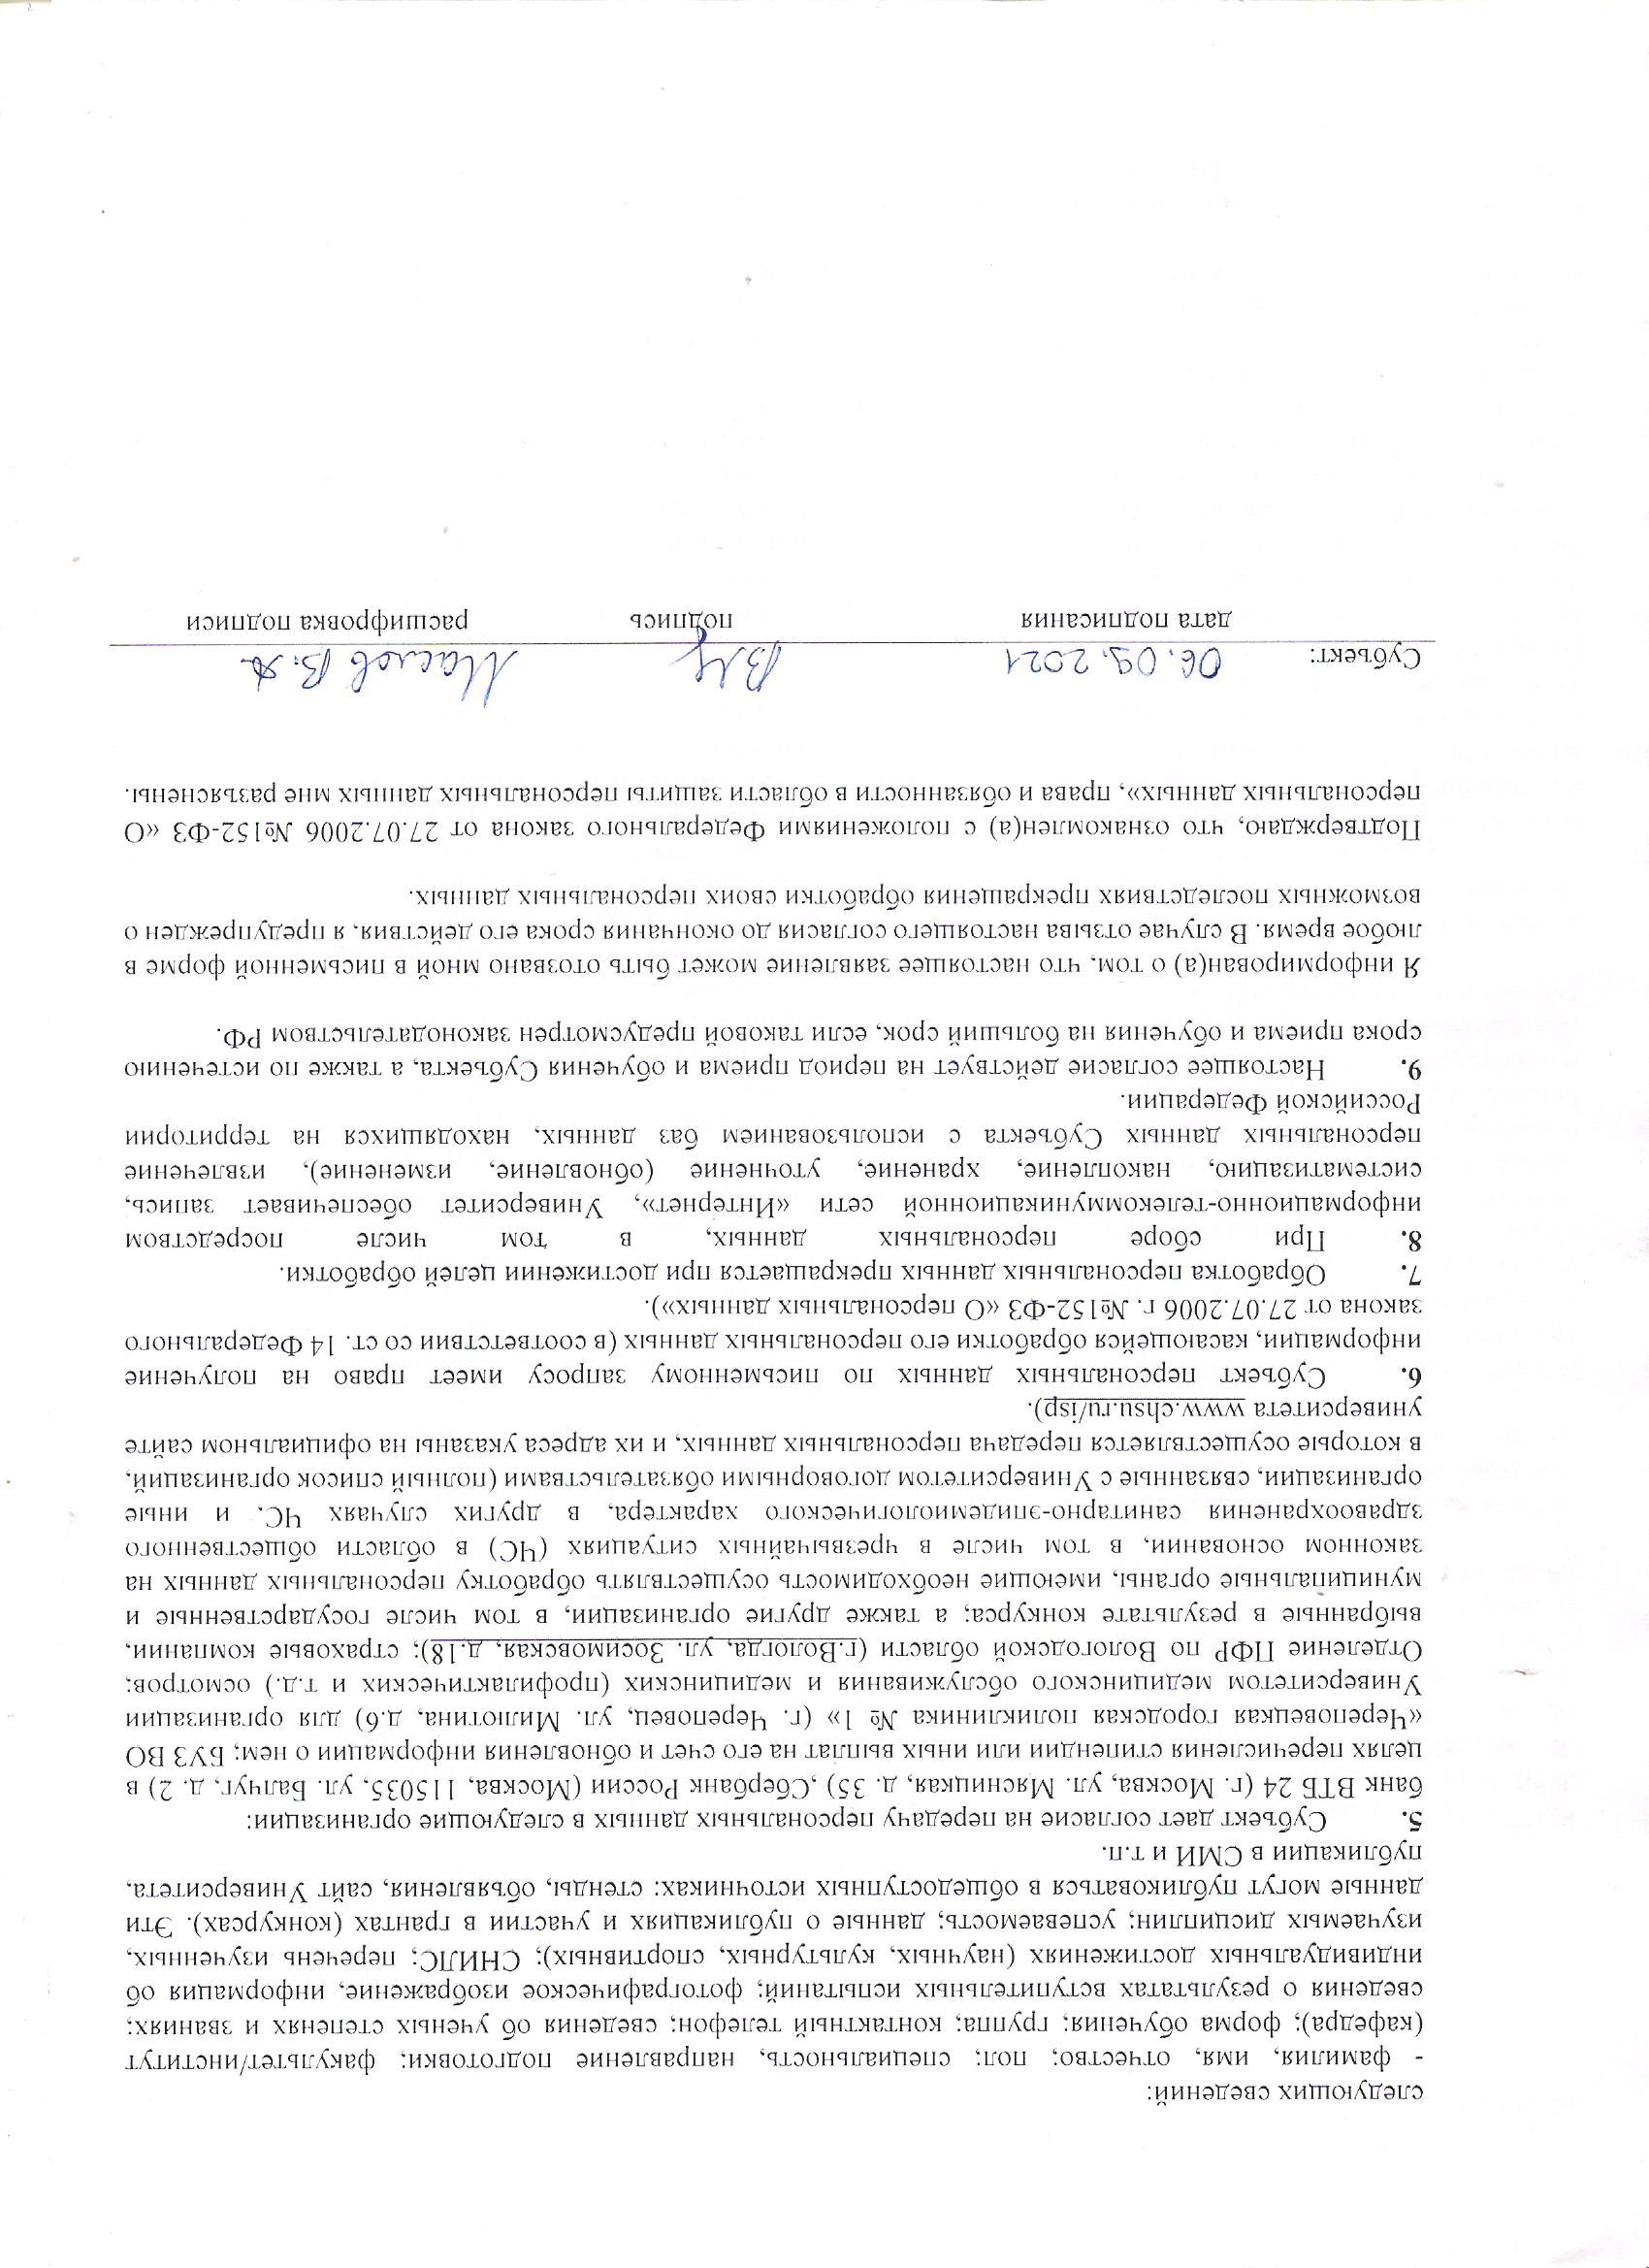 следующих сведений:
- фамилия, имя, отчество; пол; специальность, направление подготовки; факультет/институт
(кафедра); форма обучения; группа; контактный телефон; сведения об ученых степенях и званиях;
сведения о результатах вступительных испытаний; фотографическое изображение, информация об
индивидуальных достижениях (научных, культурных, спортивных); СНИЛС; перечень изученных,
изучаемых дисциплин; успеваемость; данные о публикациях и участии в грантах (конкурсах). Эти
данные могут публиковаться в общедоступных источниках: стенды, объявления, сайт Университета,
публикации в СМИ и т.п.
5. Субъект дает согласие на передачу персональных данных в следующие организации:
банк ВТБ 24 (г. Москва, ул. Мясницкая, д. 35) ,Сбербанк России (Москва, 115035, ул. Балчуг, д. 2) в
целях перечисления стипендии или иных выплат на его счет и обновления информации о нем; БУЗ ВО
«Череповецкая городская поликлиника № 1» (г. Череповец, ул. Милютина, д.6) для организации
Университетом медицинского обслуживания и медицинских (профилактических и т.д.) осмотров;
Отделение ПФР по Вологодской области (г.Вологда, ул. Зосимовская, д.18); страховые компании,
выбранные в результате конкурса; а также другие организации, в том числе государственные и
муниципальные органы, имеющие необходимость осуществлять обработку персональных данных на
законном основании, в том числе в чрезвычайных ситуациях (ЧС) в области общественного
здравоохранения санитарно-эпидемиологического характера, в других случаях ЧС, и иные
организации, связанные с Университетом договорными обязательствами (полный список организаций,
в которые осуществляется передача персональных данных, и их адреса указаны на официальном сайте
университета www.chsu.ru/isp).
6. Субъект персональных данных по письменному запросу имеет право на получение
информации, касающейся обработки его персональных данных (в соответствии со ст. 14 Федерального
закона от 27.07.2006 г. №152-ФЗ «О персональных данных»).
7. Обработка персональных данных прекращается при достижении целей обработки.
8. При сборе персональных данных, в том числе посредством
информационно-телекоммуникационной сети «Интернет», Университет обеспечивает запись,
систематизацию, накопление, хранение, уточнение (обновление, изменение), извлечение
персональных данных Субъекта с использованием баз данных, находящихся на территории
Российской Федерации.
9. Настоящее согласие действует на период приема и обучения Субъекта, а также по истечению
срока приема и обучения на больший срок, если таковой предусмотрен законодательством РФ.
Я информирован(а) о том, что настоящее заявление может быть отозвано мной в письменной форме в
любое время. В случае отзыва настоящего согласия до окончания срока его действия, я предупрежден о
возможных последствиях прекращения обработки своих персональных данных.
Подтверждаю, что ознакомлен(а) с положениями Федерального закона от 27.07.2006 №152-ФЗ «О
персональных данных», права и обязанности в области защиты персональных данных мне разъяснены.
Субъект: 06.09.2021 Маслов В.А.
дата подписания подпись расшифровка подписи